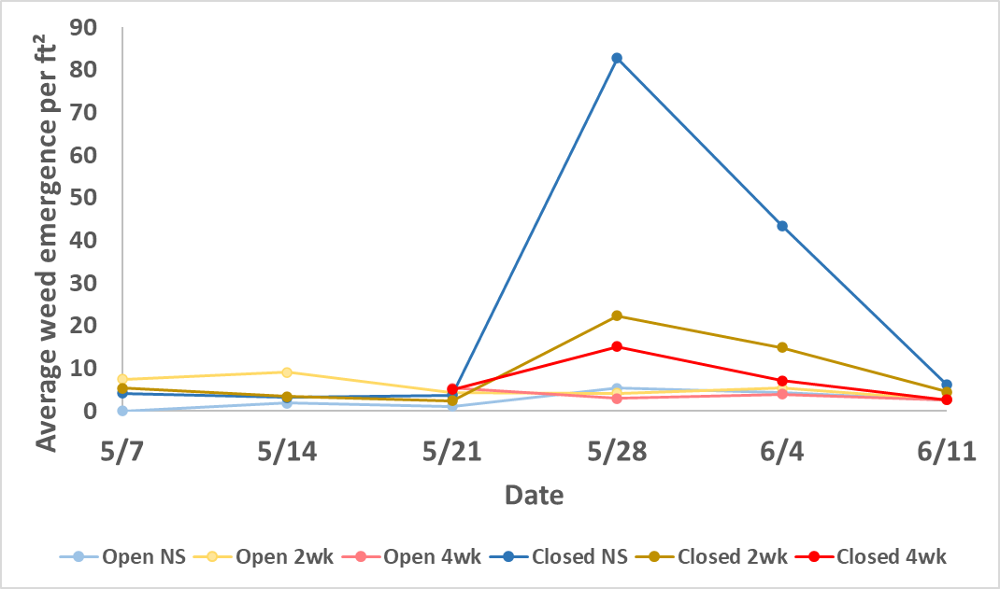 Average weed emergence per ft²
90
80
70
60
50
40
30
20
10
0
5/7 5/14 5/21 5/28 6/4 6/11
Date
Open NS Open 2wk Open 4wk Closed NS Closed 2wk Closed 4wk